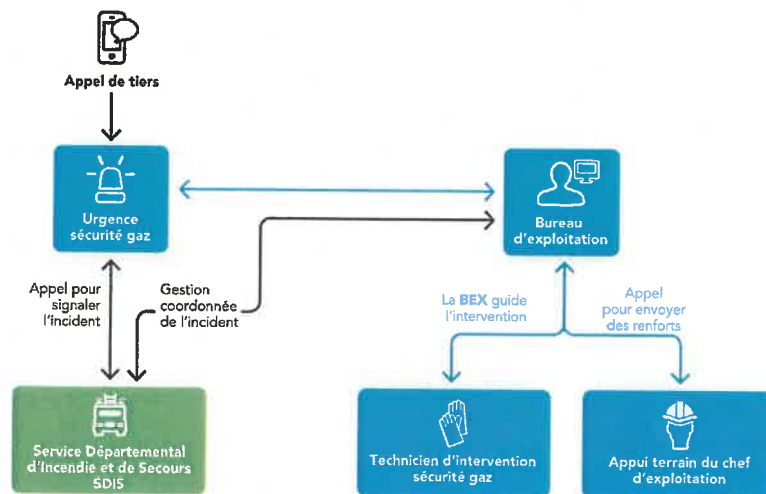 Appel de tiers
Urgence
sécurité gaz
Bureau
d'exploitation
Appel pour
signaler
l'incident
Gestion
coordonnée
de l'incident
La BEX guide
l'intervention
Appel
pour envoyer
des renforts
Service Départemental
d'Incendie et de Secours
SDIS
Technicien d'intervention
sécurité gaz
Appui terrain du chef
d'exploitation